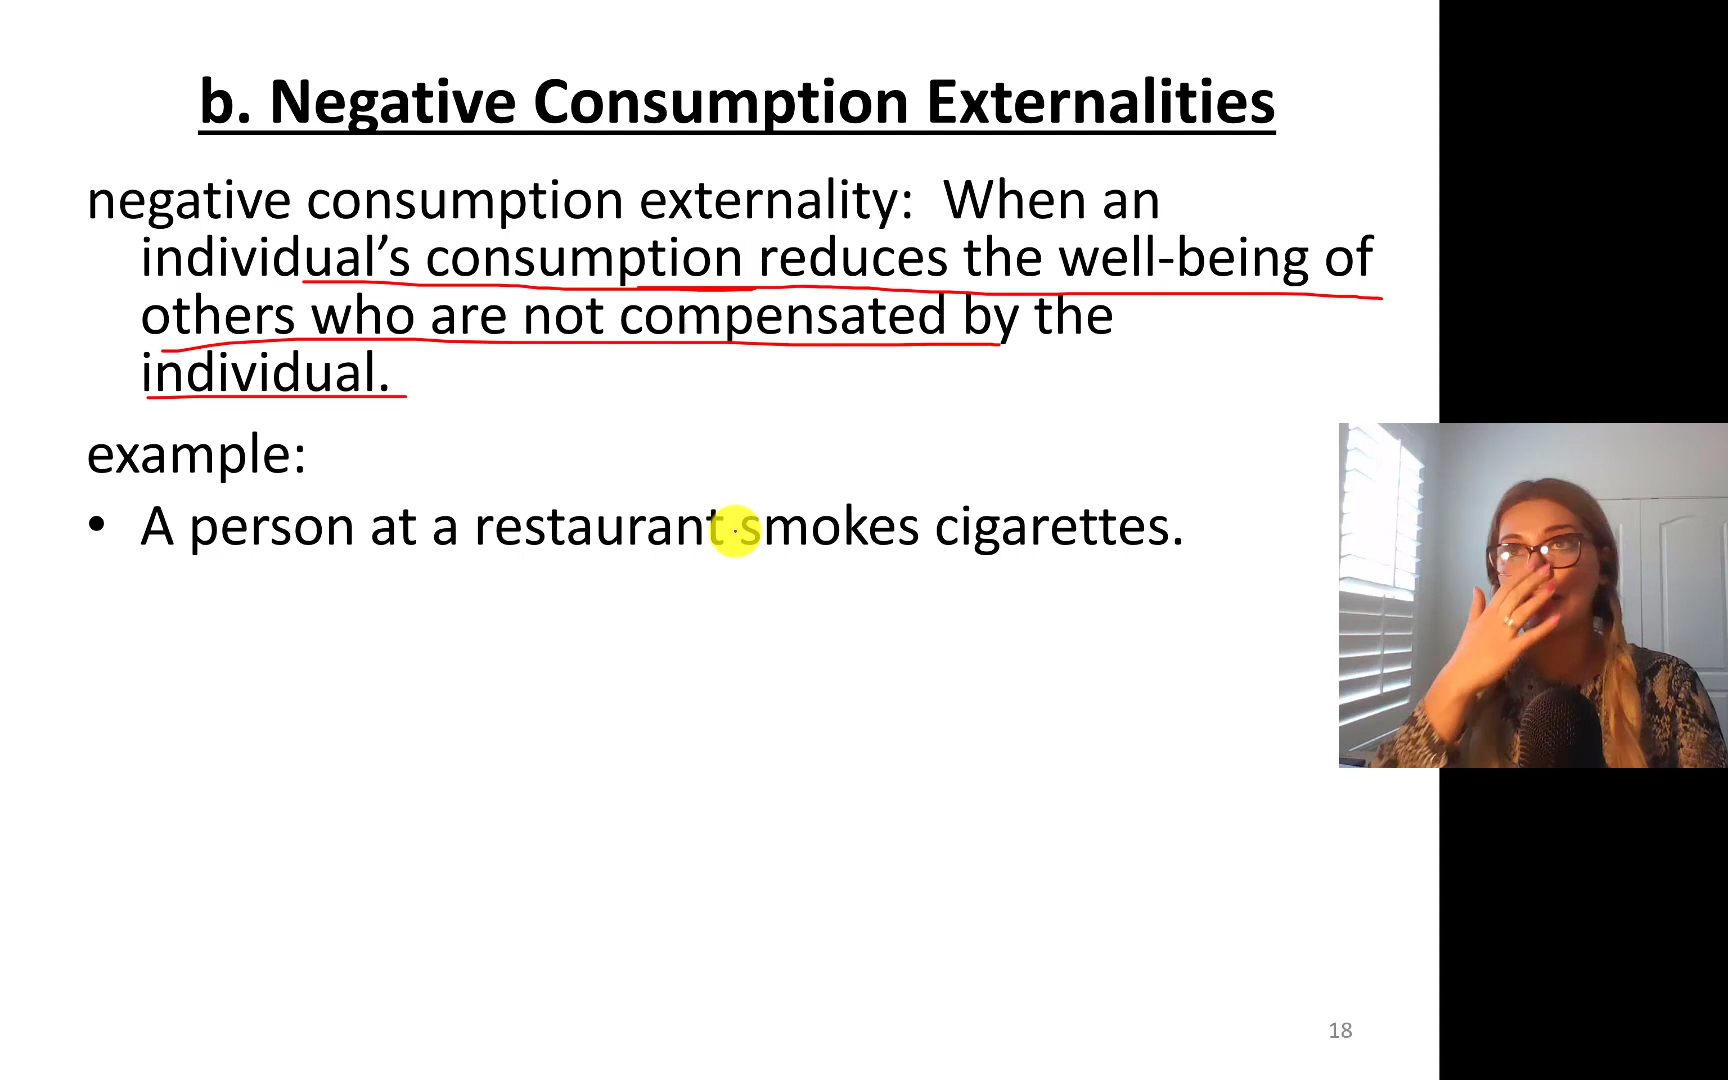 b. Negative Consumption Externalities
negative consumption externality:  When an
individual’s consumption reduces the well-being of
others who are not compensated by the
individual.
example:
• A person at a restaurant smokes cigarettes.
18